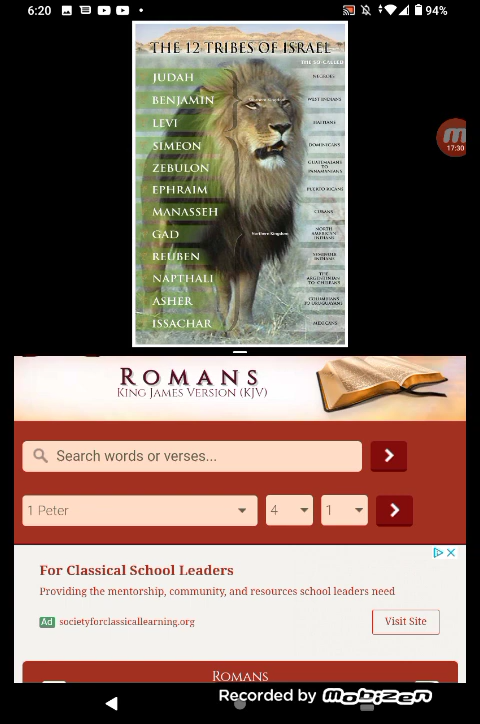 6:20
94%
THE 12 TRIBES OF ISRAEL
THE SO CALLED
JUDAH
NEGROES
BENJAMIN
WEST INDIANS
LEVI
HAITIANS
SIMEON
DOMINICANS
ZEBULON
GUATEMALANS
TO
PANAMANIANS
EPHRAIM
PUERTO RICANS
MANASSEH
CUBANS
GAD
Northern Kingdom
NORTH
AMERICAN
INDIANS
REUBEN
SEMINOLE
INDIANS
NAPTHALI
THE
ARGENTINIAN
TO CHILEANS
ASHER
COLUMBIANS
TO URUGUAYANS
ISSACHAR
MEXICANS
17:30
ROMANS
KING JAMES VERSION (KJV)
Search words or verses...
1 Peter 4 1
For Classical School Leaders
Providing the mentorship, community, and resources school leaders need
Ad societyforclassicallearning.org
Visit Site
ROMANS
Recorded by Mobizen